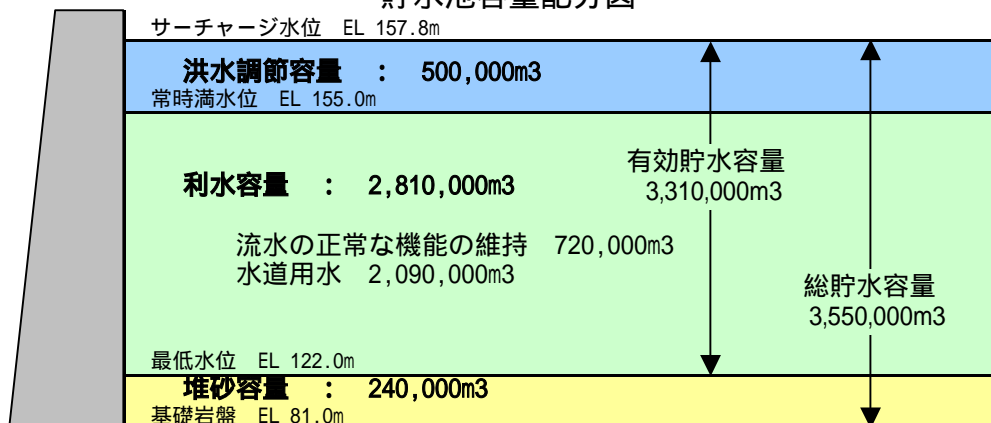 貯水池容量配分図
サーチャージ水位 EL 157.8m
洪水調節容量 : 500,000m3
常時満水位 EL 155.0m
有効貯水容量
3,310,000m3
利水容量 : 2,810,000m3
流水の正常な機能の維持 720,000m3
水道用水 2,090,000m3
総貯水容量
3,550,000m3
最低水位 EL 122.0m
堆砂容量 : 240,000m3
基礎岩盤 EL 81.0m